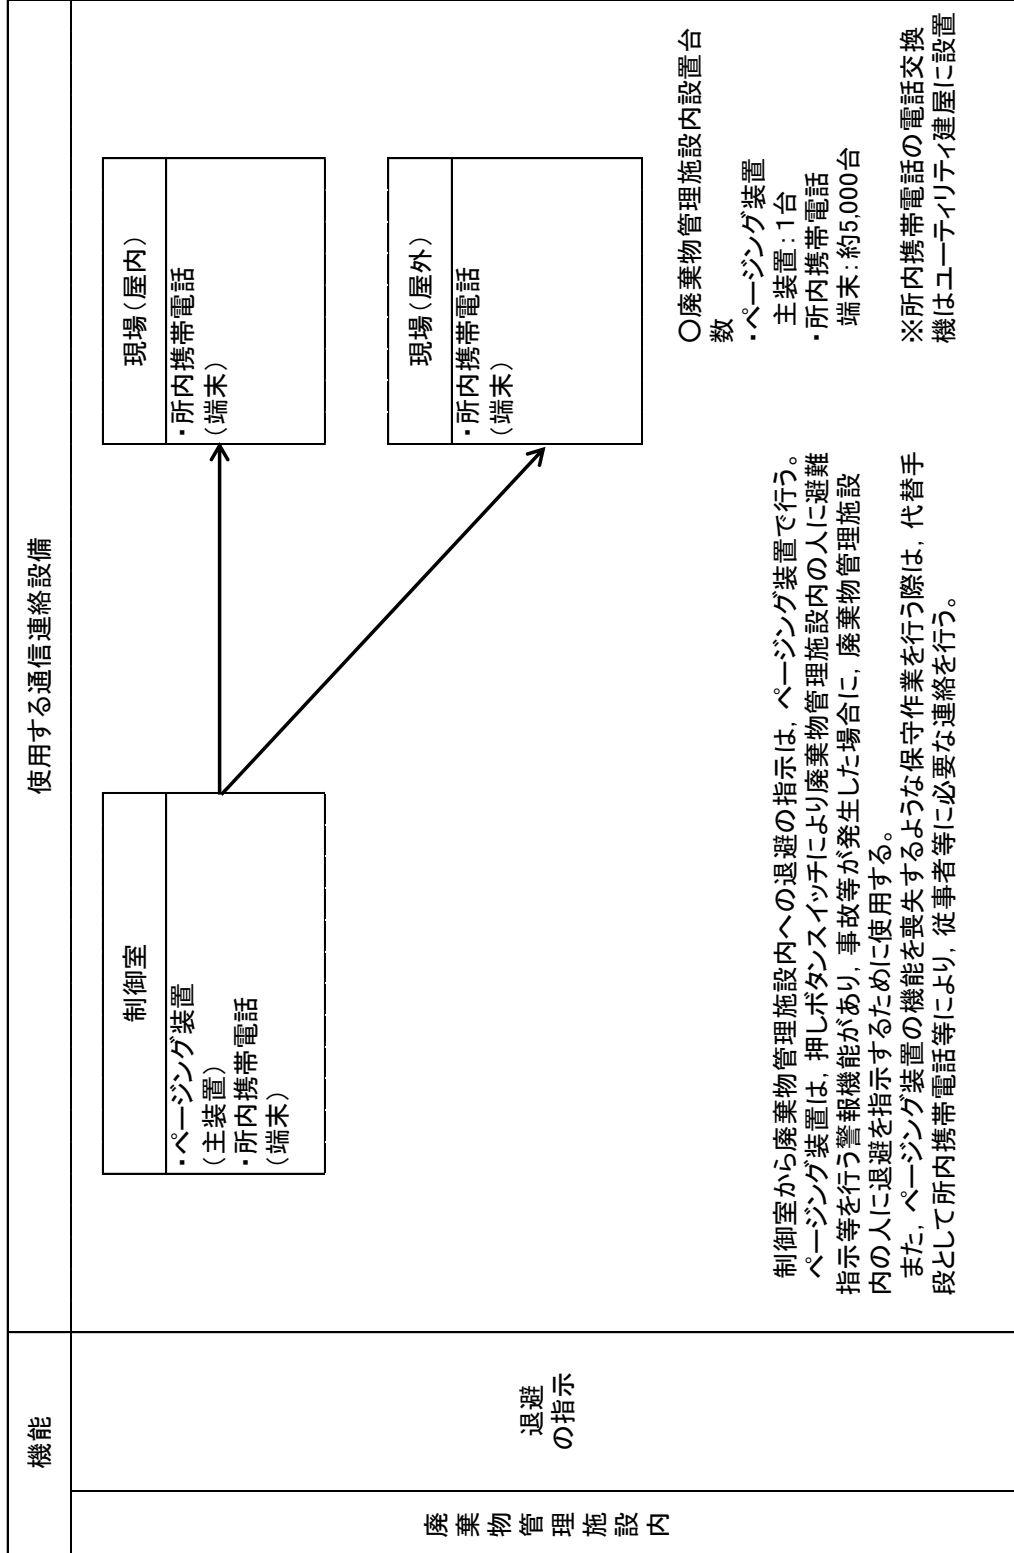 機能
使用する通信連絡設備
廃棄物管理施設内
退避
の指示
制御室
・ページング装置
(主装置)
・所内携帯電話
(端末)
現場(屋内)
・所内携帯電話
(端末)
現場(屋外)
・所内携帯電話
(端末)
制御室から廃棄物管理施設内への退避の指示は，ページング装置で行う。
ページング装置は，押しボタンスイッチにより廃棄物管理施設内の人に避難
指示等を行う警報機能があり，事故等が発生した場合に，廃棄物管理施設
内の人に退避を指示するために使用する。
また，ページング装置の機能を喪失するような保守作業を行う際は，代替手
段として所内携帯電話等により，従事者等に必要な連絡を行う。
〇廃棄物管理施設内設置台
数
・ページング装置
主装置：1台
・所内携帯電話
端末：約5,000台
※所内携帯電話の電話交換
機はユーティリティ建屋に設置